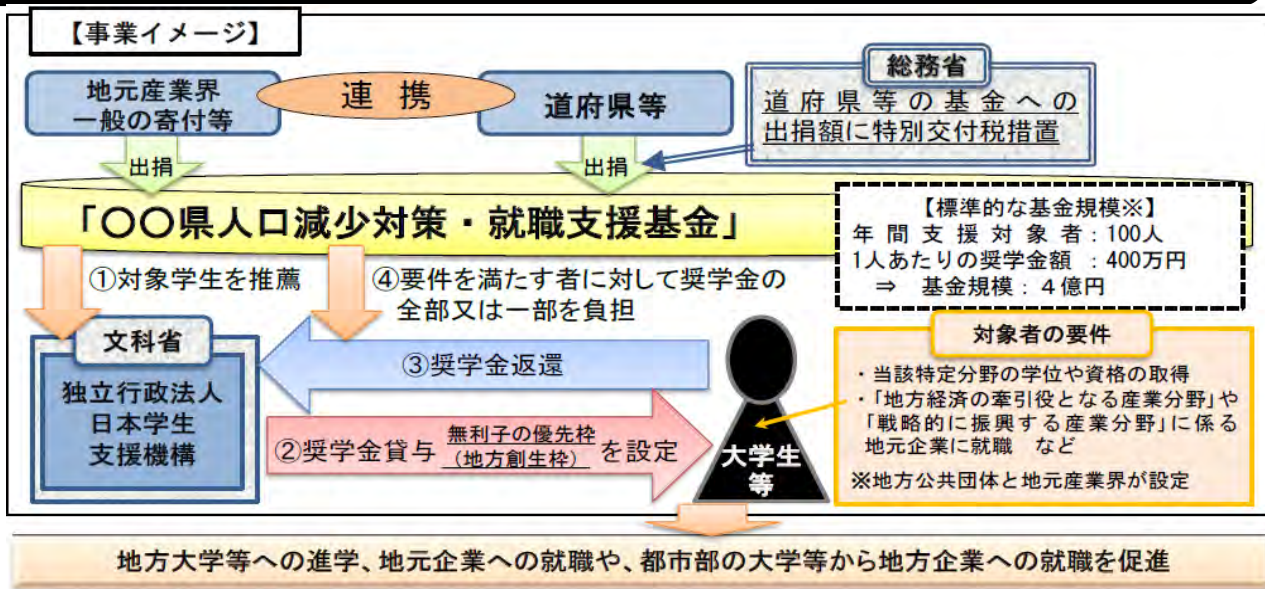 【事業イメージ】
地元産業界
一般の寄付等
連 携
道府県等
総務省
道府県等の基金への
出捐額に特別交付税措置
出捐
出捐
「〇〇県人口減少対策・就職支援基金」
【標準的な基金規模※】
年間支援対象者：100人
1人あたりの奨学金額 ：400万円
⇒ 基金規模：４億円
①対象学生を推薦
④要件を満たす者に対して奨学金の
全部又は一部を負担
文科省
独立行政法人
日本学生
支援機構
③奨学金返還
②奨学金貸与 無利子の優先枠 を設定
（地方創生枠）
大学生
等
対象者の要件
・当該特定分野の学位や資格の取得
・「地方経済の牽引役となる産業分野」や
「戦略的に振興する産業分野」に係る
地元企業に就職 など
※地方公共団体と地元産業界が設定
地方大学等への進学、地元企業への就職や、都市部の大学等から地方企業への就職を促進